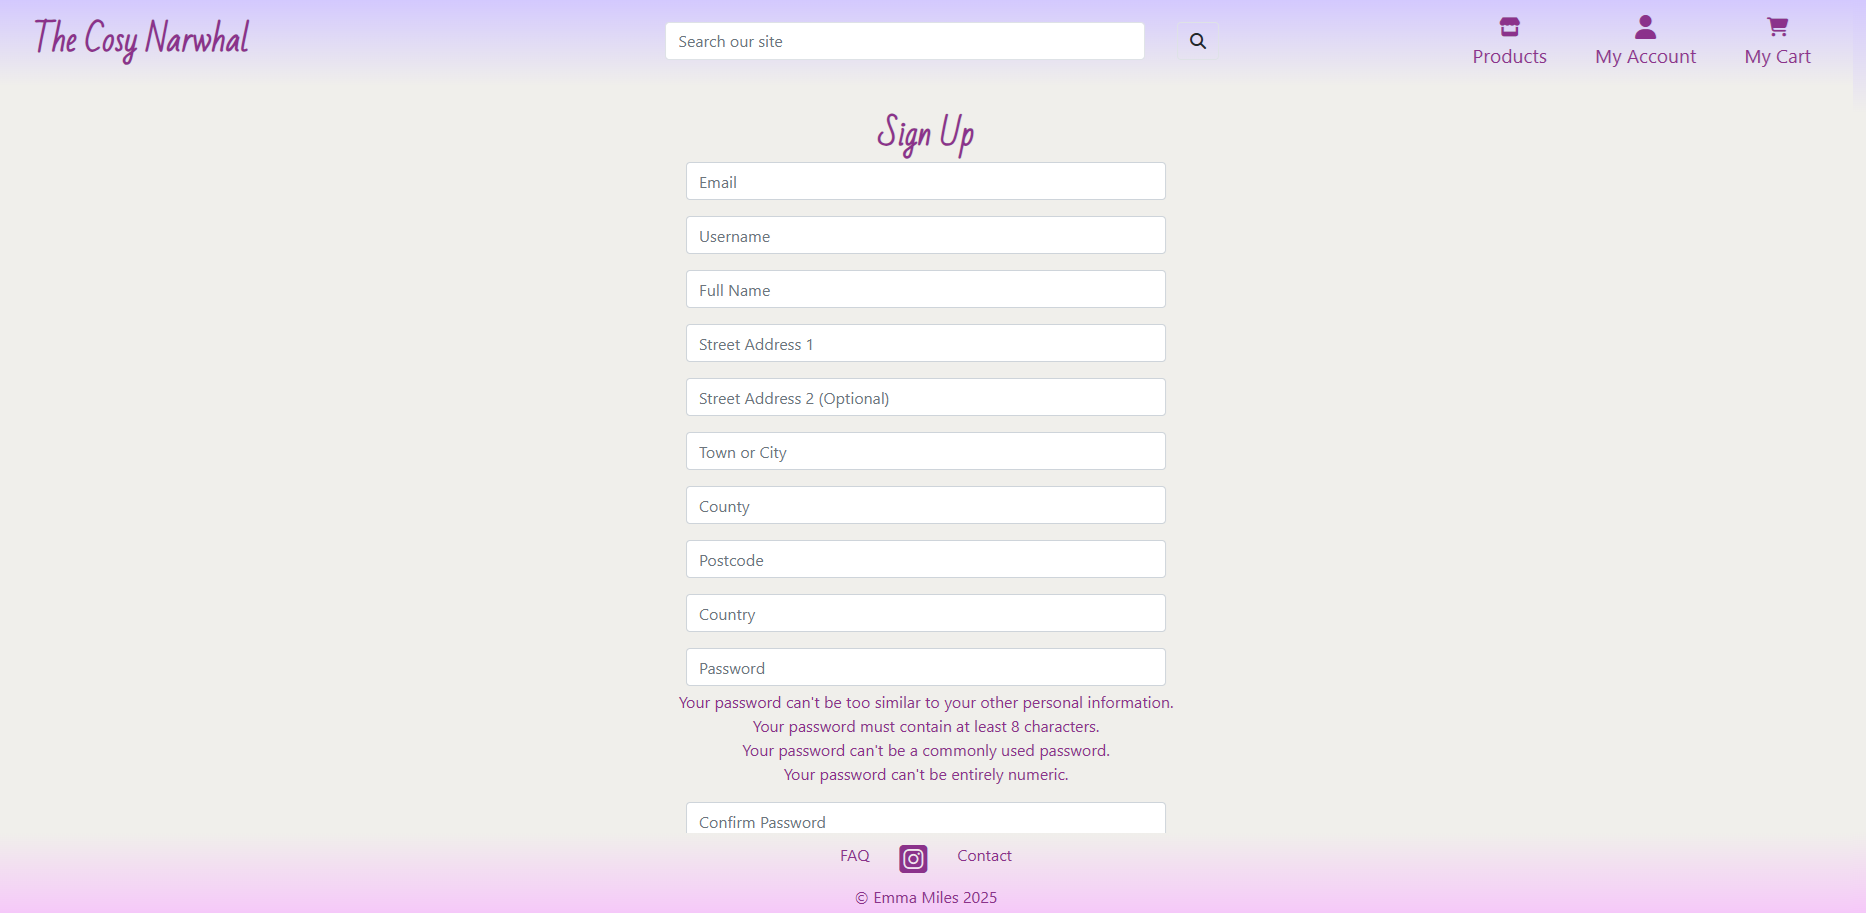 The Cosy Narwhal
Search our site
Products
My Account
My Cart
Sign Up
Email
Username
Full Name
Street Address 1
Street Address 2 (Optional)
Town or City
County
Postcode
Country
Password
Your password can't be too similar to your other personal information.
Your password must contain at least 8 characters.
Your password can't be a commonly used password.
Your password can't be entirely numeric.
Confirm Password
FAQ
Contact
© Emma Miles 2025